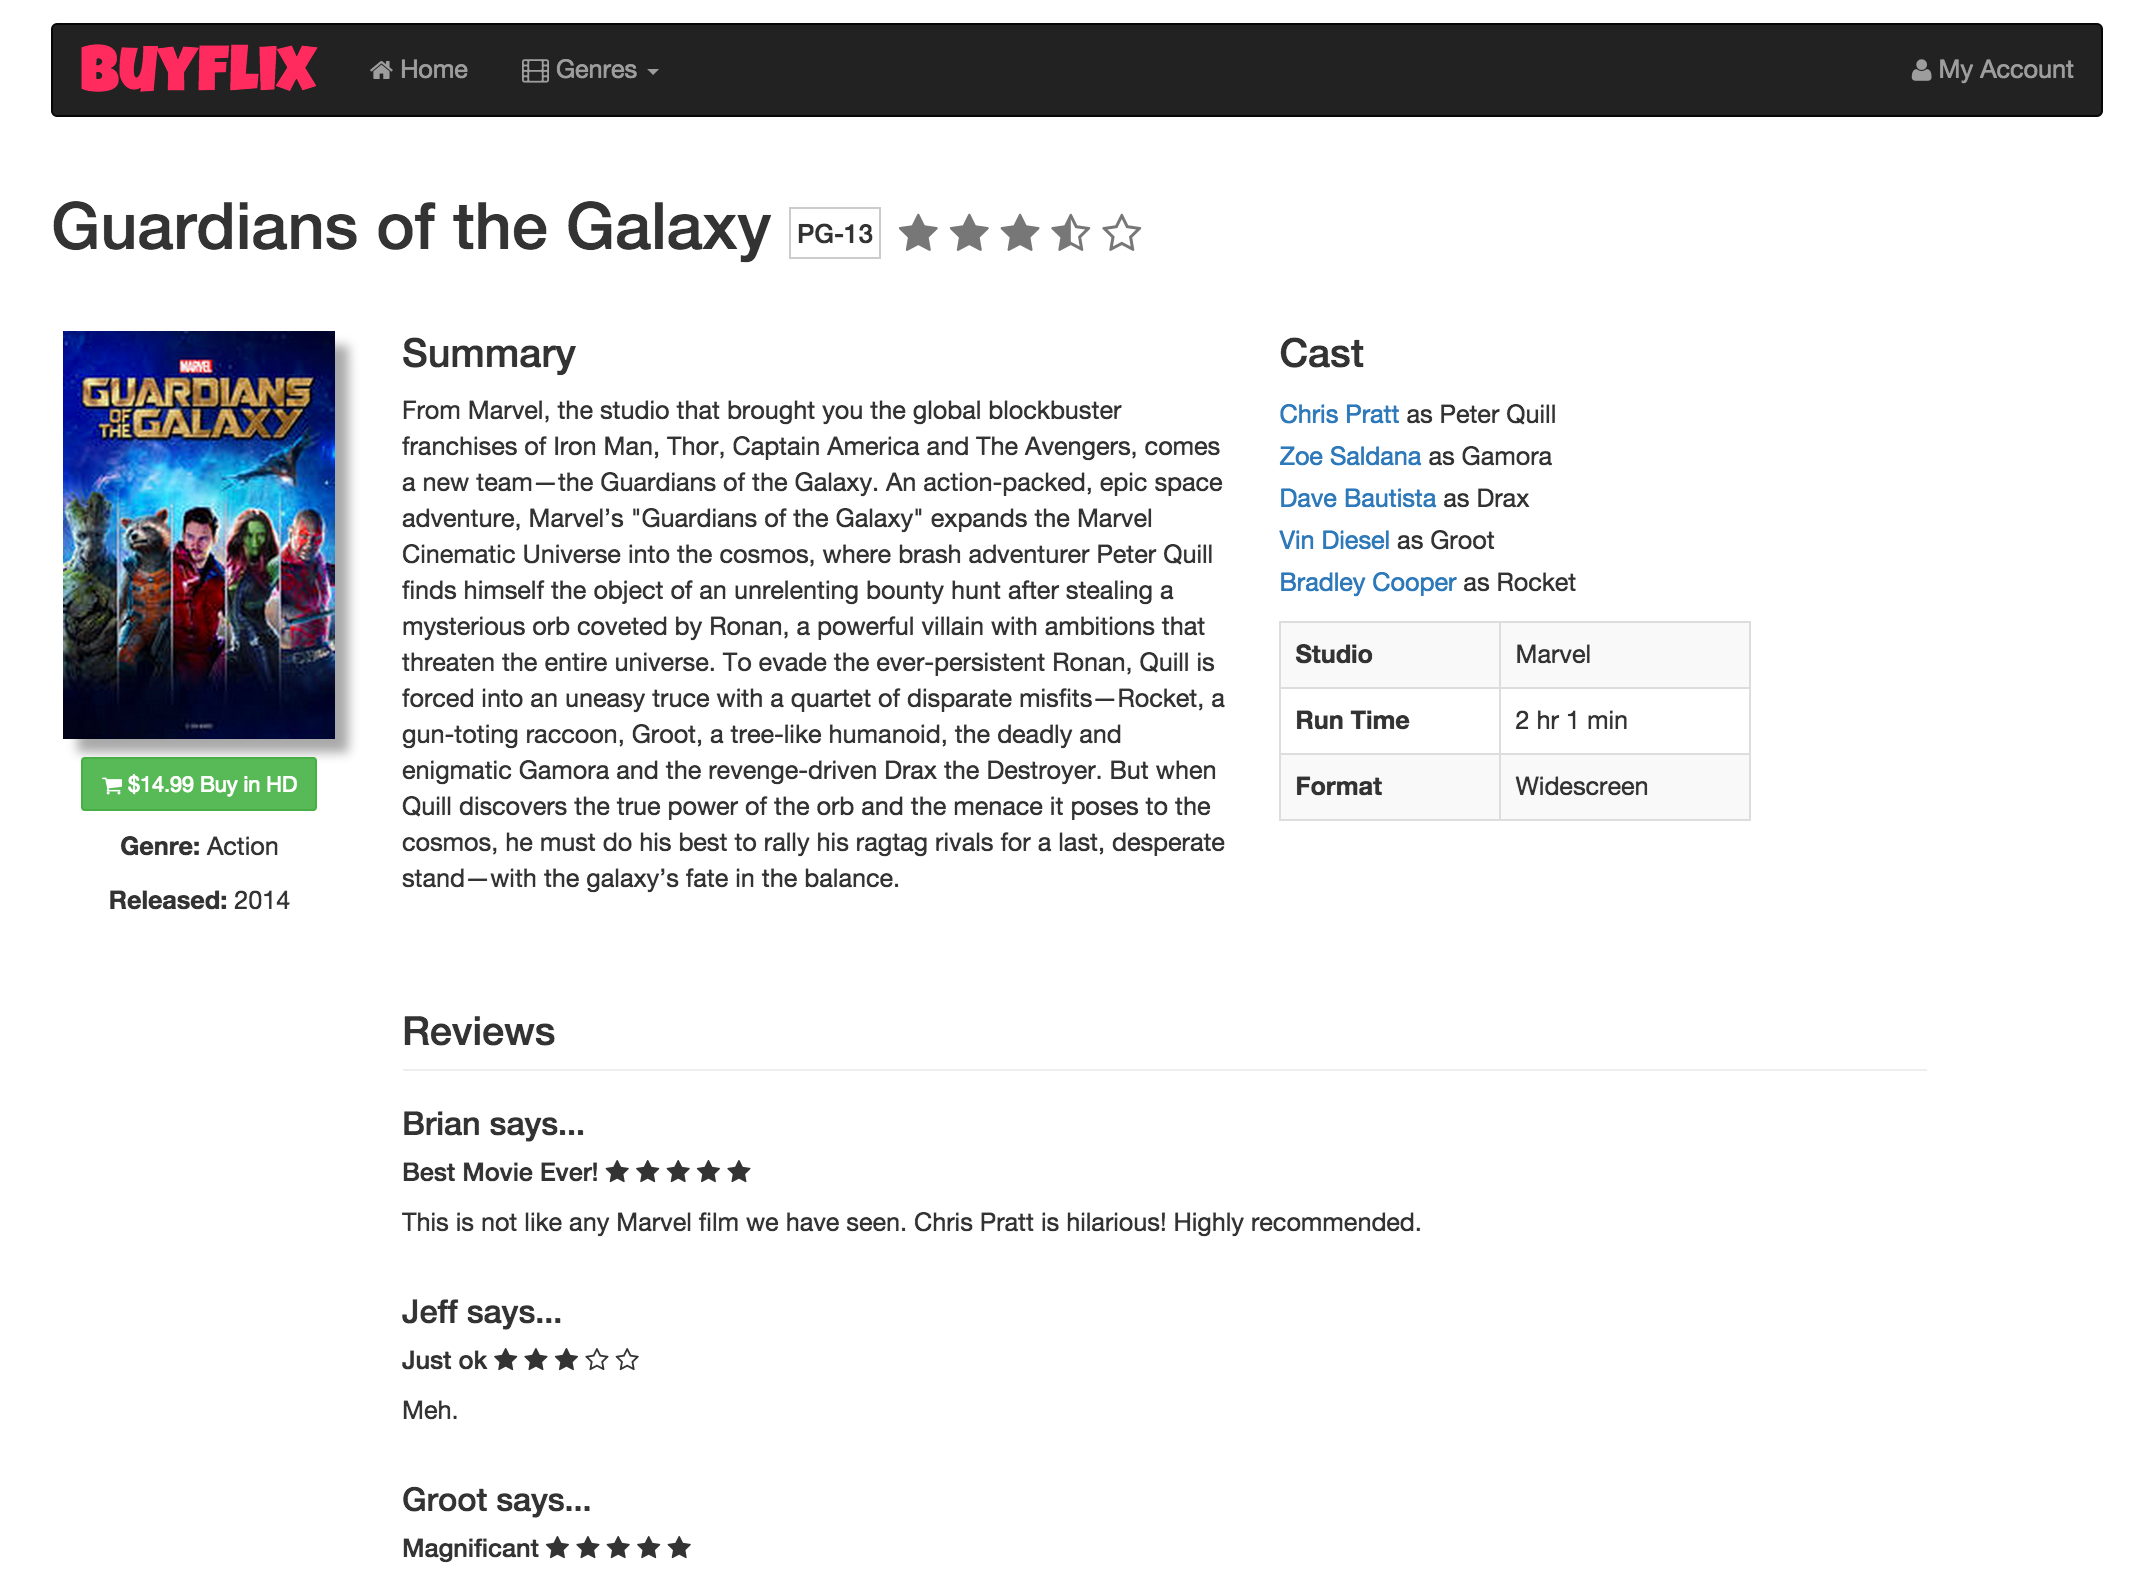 BUYFLIX Home Genres My Account
Guardians of the Galaxy PG-13
MARVEL
GUARDIANS
OF THE GALAXY
$14.99 Buy in HD
Genre: Action
Released: 2014
Summary
From Marvel, the studio that brought you the global blockbuster
franchises of Iron Man, Thor, Captain America and The Avengers, comes
a new team—the Guardians of the Galaxy. An action-packed, epic space
adventure, Marvel’s "Guardians of the Galaxy" expands the Marvel
Cinematic Universe into the cosmos, where brash adventurer Peter Quill
finds himself the object of an unrelenting bounty hunt after stealing a
mysterious orb coveted by Ronan, a powerful villain with ambitions that
threaten the entire universe. To evade the ever-persistent Ronan, Quill is
forced into an uneasy truce with a quartet of disparate misfits—Rocket, a
gun-toting raccoon, Groot, a tree-like humanoid, the deadly and
enigmatic Gamora and the revenge-driven Drax the Destroyer. But when
Quill discovers the true power of the orb and the menace it poses to the
cosmos, he must do his best to rally his ragtag rivals for a last, desperate
stand—with the galaxy’s fate in the balance.
Cast
Chris Pratt as Peter Quill
Zoe Saldana as Gamora
Dave Bautista as Drax
Vin Diesel as Groot
Bradley Cooper as Rocket
Studio Marvel
Run Time 2 hr 1 min
Format Widescreen
Reviews
Brian says...
Best Movie Ever!
This is not like any Marvel film we have seen. Chris Pratt is hilarious! Highly recommended.
Jeff says...
Just ok
Meh.
Groot says...
Magnificant